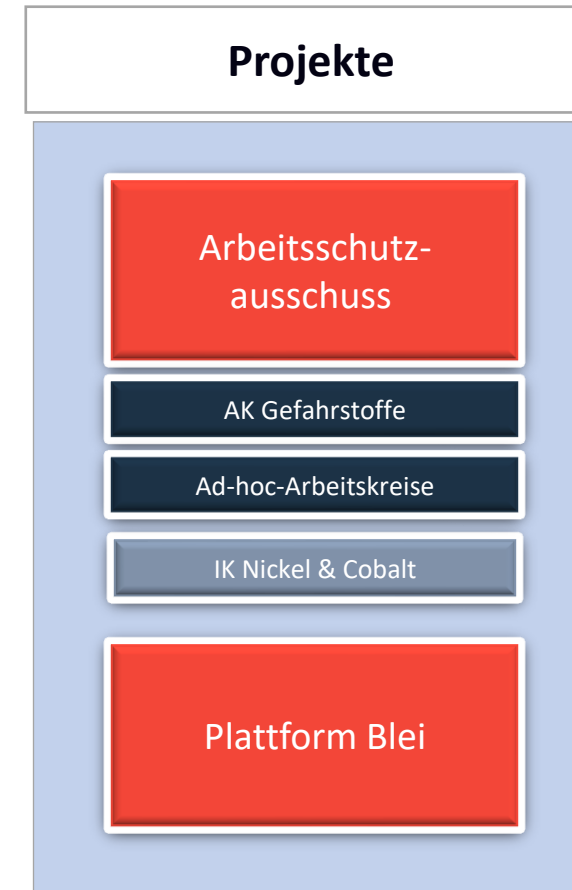 Projekte
Arbeitsschutz-
ausschuss
AK Gefahrstoffe
Ad-hoc-Arbeitskreise
IK Nickel & Cobalt
Plattform Blei